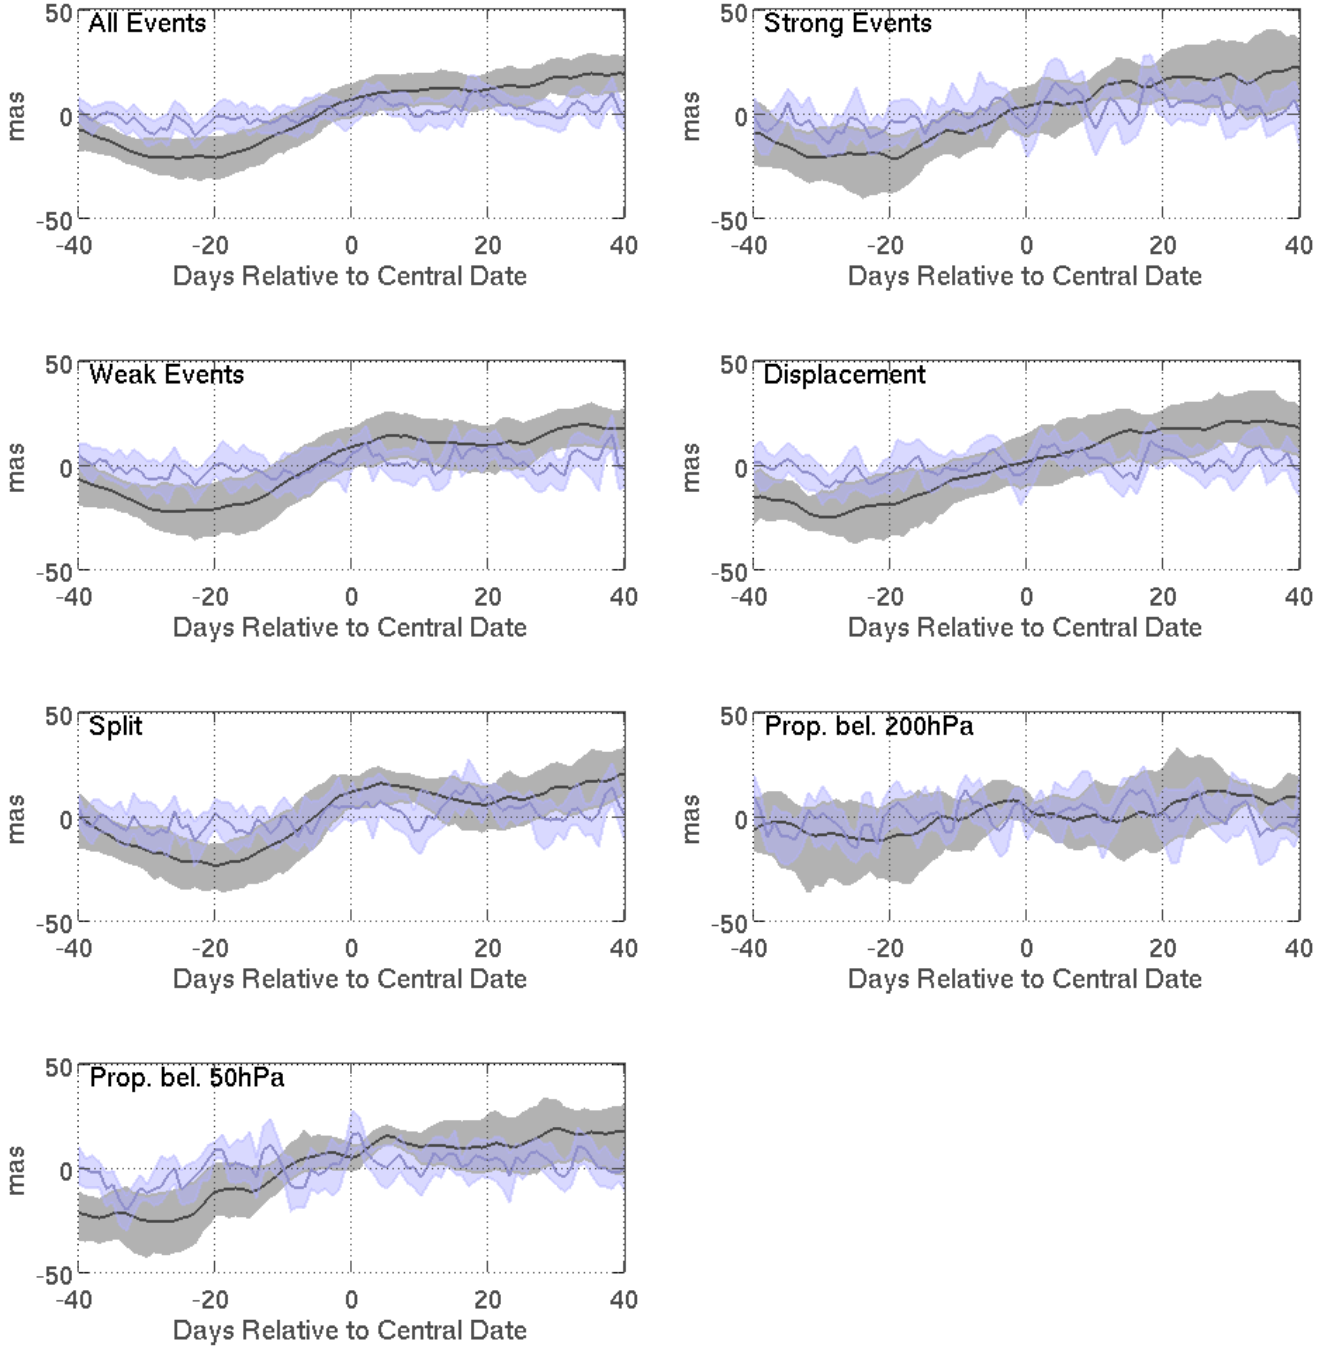 All Events
50
0
-50
mas
-40 -20 0 20 40
Days Relative to Central Date
Strong Events
50
0
-50
mas
-40 -20 0 20 40
Days Relative to Central Date
Weak Events
50
0
-50
mas
-40 -20 0 20 40
Days Relative to Central Date
Displacement
50
0
-50
mas
-40 -20 0 20 40
Days Relative to Central Date
Split
50
0
-50
mas
-40 -20 0 20 40
Days Relative to Central Date
Prop. bel. 200hPa
50
0
-50
mas
-40 -20 0 20 40
Days Relative to Central Date
Prop. bel. 50hPa
50
0
-50
mas
-40 -20 0 20 40
Days Relative to Central Date